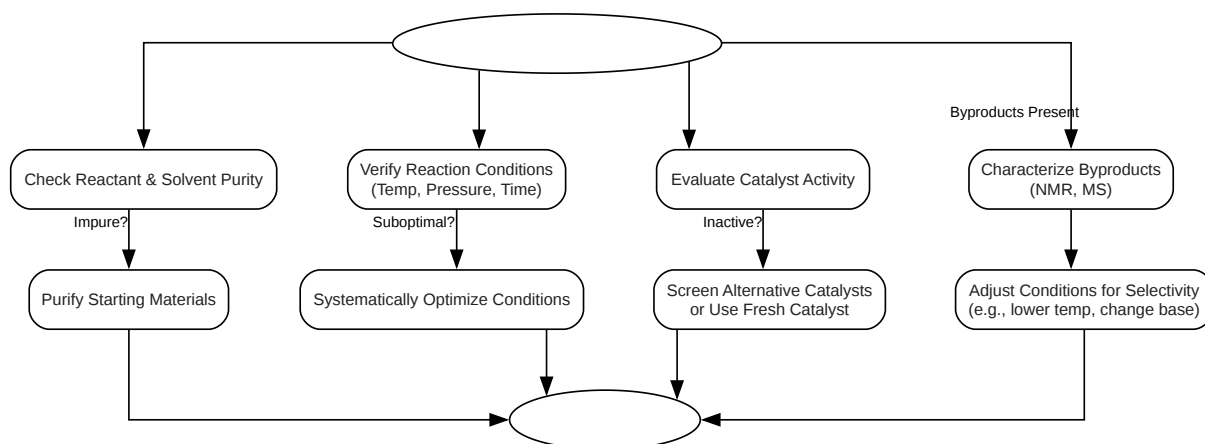 Byproducts Present
Check Reactant & Solvent Purity
Verify Reaction Conditions
(Temp, Pressure, Time)
Evaluate Catalyst Activity
Characterize Byproducts
(NMR, MS)
Impure?
Suboptimal?
Inactive?
Purify Starting Materials
Systematically Optimize Conditions
Screen Alternative Catalysts
or Use Fresh Catalyst
Adjust Conditions for Selectivity
(e.g., lower temp, change base)